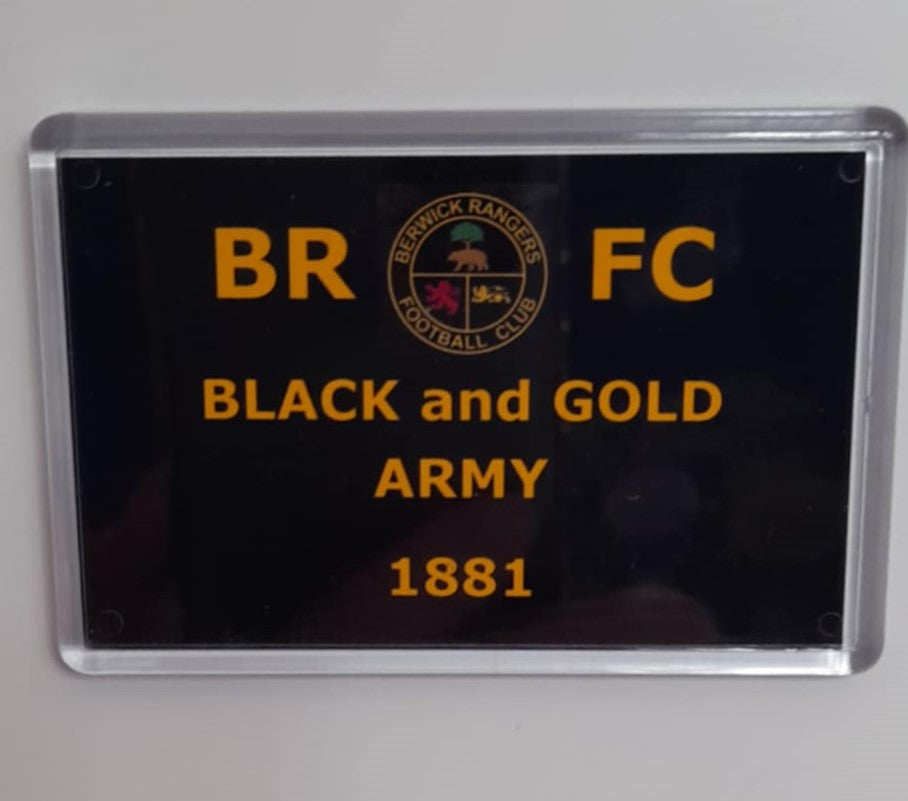 BR FC
BERWICK RANGERS
FOOTBALL CLUB
BLACK and GOLD
ARMY
1881